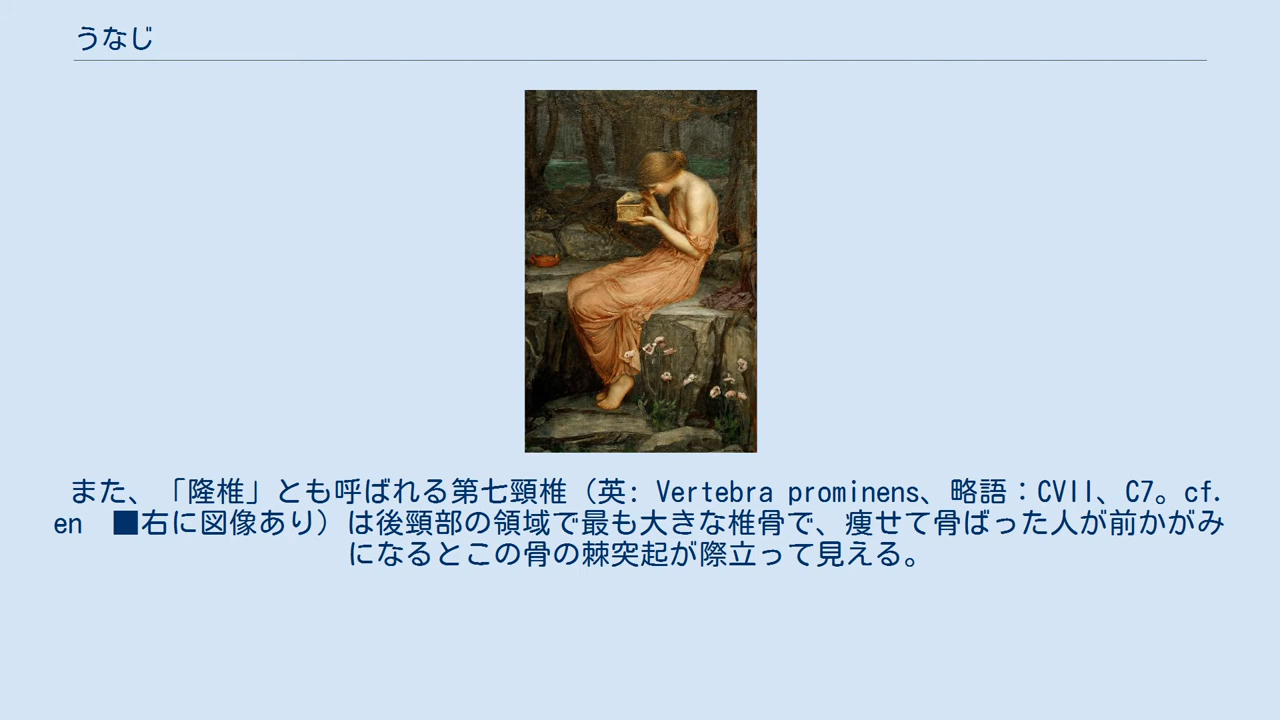 うなじ
また、「隆椎」とも呼ばれる第七頸椎（英: Vertebra prominens、略語：CVII、C7。cf.
en　■右に図像あり）は後頸部の領域で最も大きな椎骨で、痩せて骨ばった人が前かがみ
になるとこの骨の棘突起が際立って見える。